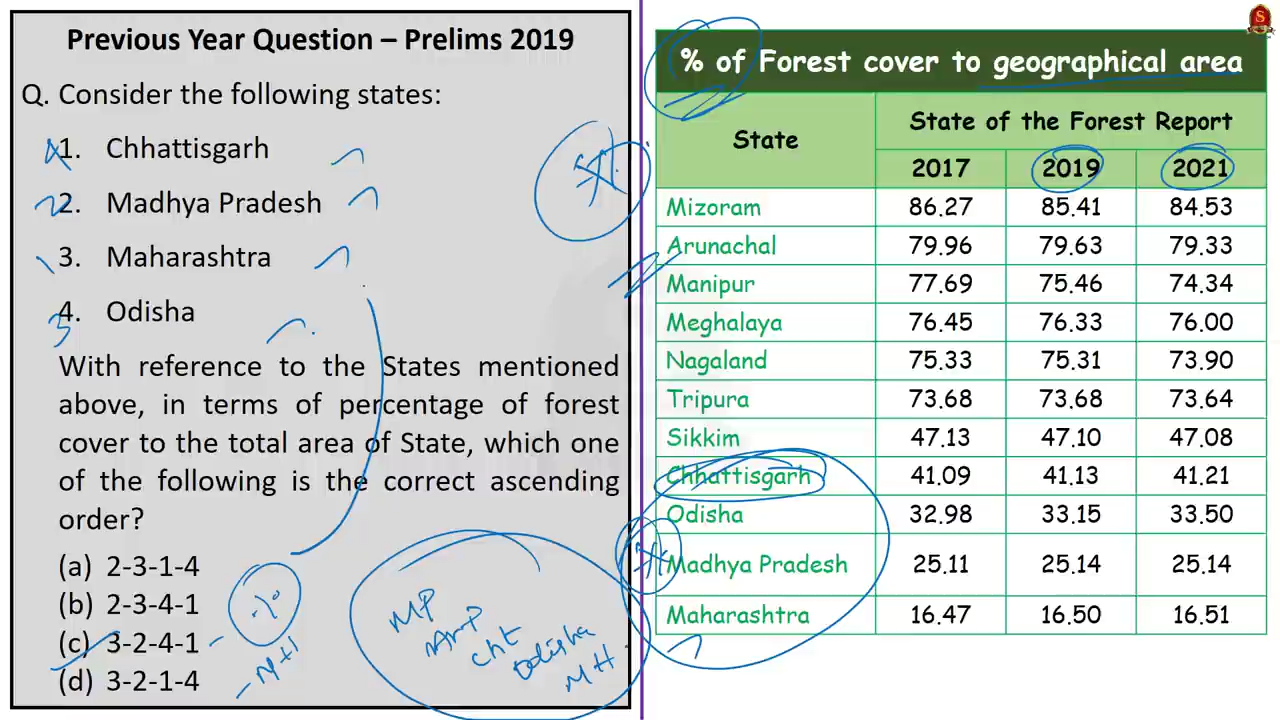 Previous Year Question – Prelims 2019
Q. Consider the following states:
1. Chhattisgarh
2. Madhya Pradesh
3. Maharashtra
4. Odisha
With reference to the States mentioned
above, in terms of percentage of forest
cover to the total area of State, which one
of the following is the correct ascending
order?
(a) 2-3-1-4
(b) 2-3-4-1
(c) 3-2-4-1
(d) 3-2-1-4
4
2
1
3
MP
ArP
cht
Odisha
MH
% of Forest cover to geographical area
State State of the Forest Report
2017 2019 2021
Mizoram 86.27 85.41 84.53
Arunachal 79.96 79.63 79.33
Manipur 77.69 75.46 74.34
Meghalaya 76.45 76.33 76.00
Nagaland 75.33 75.31 73.90
Tripura 73.68 73.68 73.64
Sikkim 47.13 47.10 47.08
Chhattisgarh 41.09 41.13 41.21
Odisha 32.98 33.15 33.50
Madhya Pradesh 25.11 25.14 25.14
Maharashtra 16.47 16.50 16.51